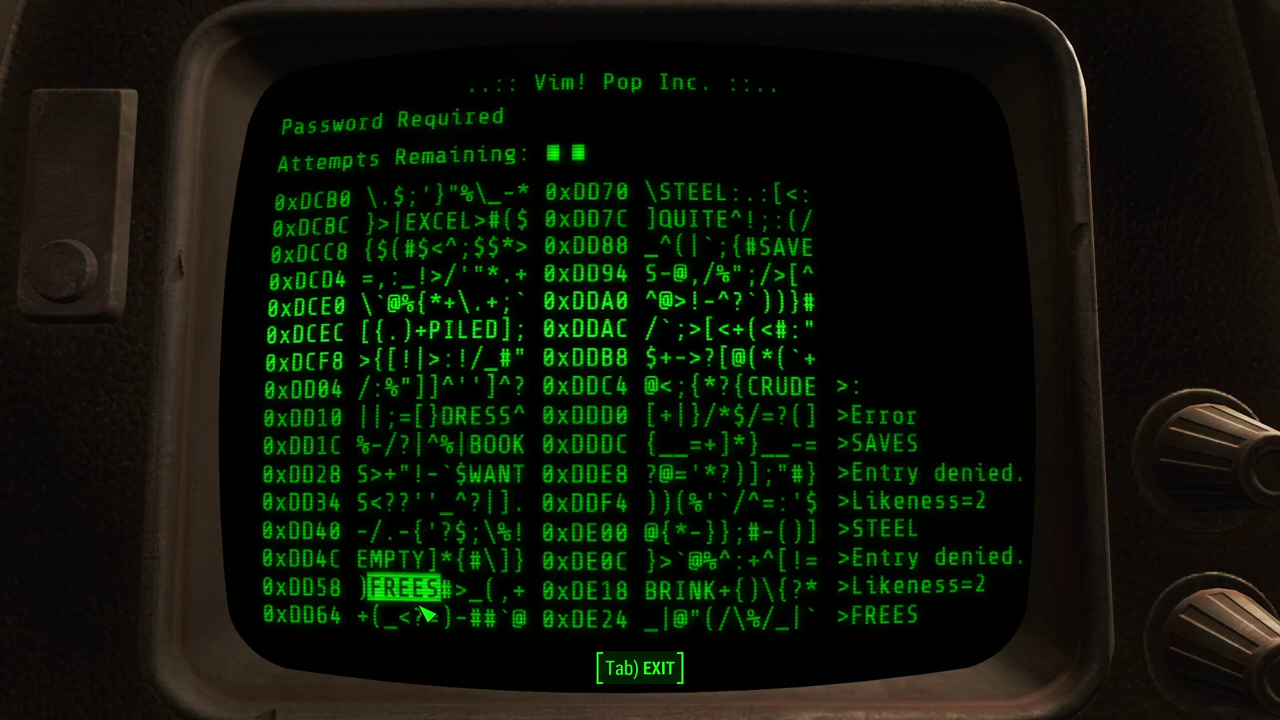 ..:: Vim! Pop Inc. ::..
Password Required
Attempts Remaining: ■ ■
0xDCB0 \.$;'}"%\_-* 0xDD70 \STEEL:.:[<:
0xDCBC }>|EXCEL>#($ 0xDD7C ]QUITE^!;:(/
0xDCC8 {$(#$<^;$$*> 0xDD88 _^(|`;{#SAVE
0xDCD4 =,:_!>/'"*.+ 0xDD94 S-@,/%";/>[^
0xDCE0 \`@%{*+\.+;` 0xDDA0 ^@>!-^?`))}#
0xDCEC [{.)+PILED]; 0xDDAC /`;>[<+(<#:"
0xDCF8 >{[!|>:!/_#" 0xDDB8 $+->?[@(*(`+
0xDD04 /:%"]]^'']^? 0xDDC4 @<;{*?{CRUDE >:
0xDD10 ||;=[}DRESS^ 0xDDD0 [+|}/*$/=?(] >Error
0xDD1C %-/?|^%|BOOK 0xDDDC {__=+]*}__-= >SAVES
0xDD28 S>+"!-`$WANT 0xDDE8 ?@='*?)];"#} >Entry denied.
0xDD34 S<??''_^?|]. 0xDDF4 ))(%'`/^=:'$ >Likeness=2
0xDD40 -/.-{'?$;\%! 0xDE00 @{*-}};#-()] >STEEL
0xDD4C EMPTY]*{#\]} 0xDE0C }>`@%^:+^[!= >Entry denied.
0xDD58 )FREES#>_(,+ 0xDE18 BRINK+{)\{?* >Likeness=2
0xDD64 +(_<?<)-##`@ 0xDE24 _|@"(/\%/_|` >FREES
[Tab) EXIT]